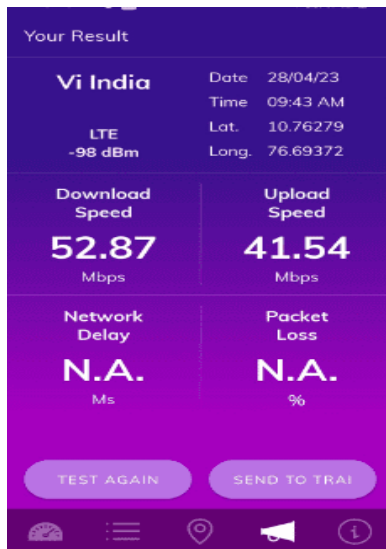 Your Result
Vi India
LTE
-98 dBm
Date 28/04/23
Time 09:43 AM
Lat. 10.76279
Long. 76.69372
Download
Speed
52.87
Mbps
Upload
Speed
41.54
Mbps
Network
Delay
N.A.
Ms
Packet
Loss
N.A.
%
TEST AGAIN
SEND TO TRAI